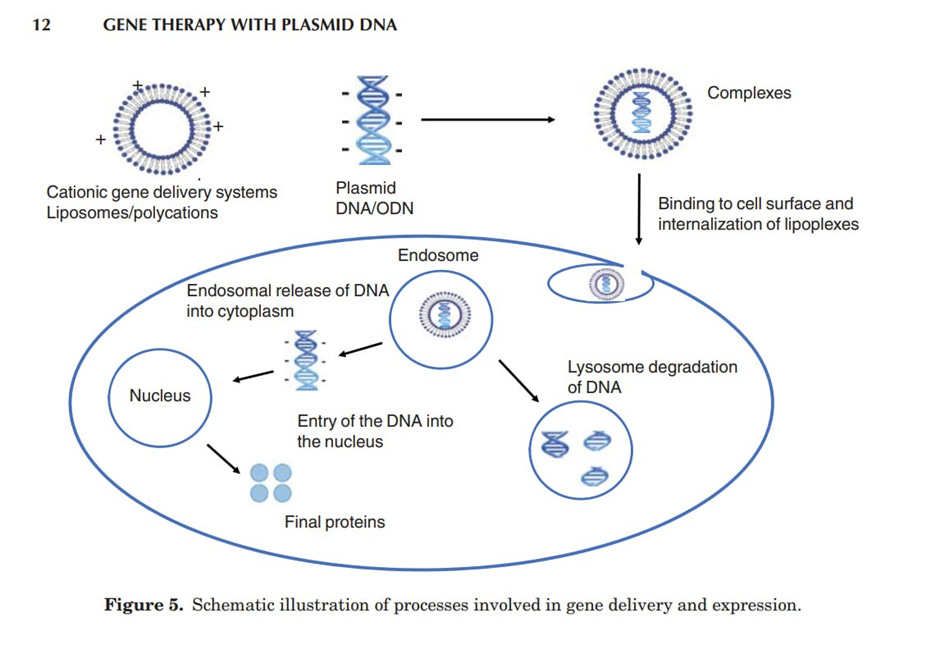 12 GENE THERAPY WITH PLASMID DNA
+ + + +
Cationic gene delivery systems
Liposomes/polycations
- -
- -
- -
Plasmid
DNA/ODN
Complexes
Binding to cell surface and
internalization of lipoplexes
Endosome
Endosomal release of DNA
into cytoplasm
- -
- -
- -
Nucleus
Entry of the DNA into
the nucleus
Final proteins
Lysosome degradation
of DNA
Figure 5. Schematic illustration of processes involved in gene delivery and expression.